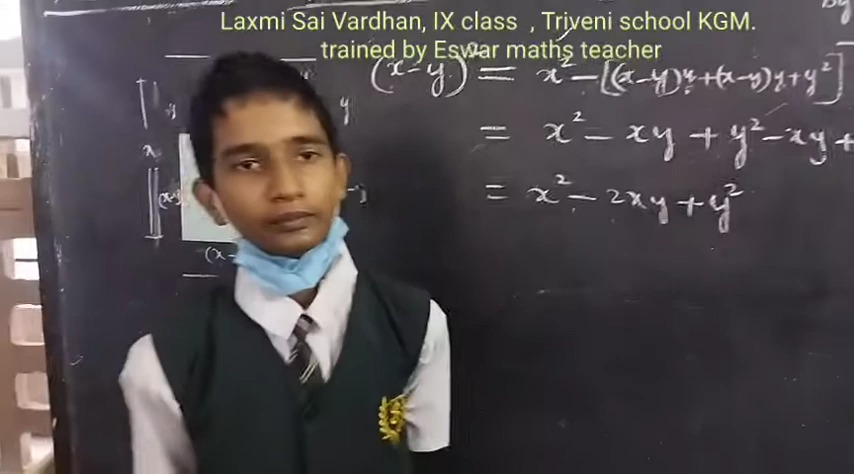 Laxmi Sai Vardhan, IX class , Triveni school KGM.
trained by Eswar maths teacher
(x-y)² = x² - [(x-y)y + (x-y)y + y²]
= x² - xy + y² - xy +
= x² - 2xy + y²
y
y
x
(x-y)
(x-